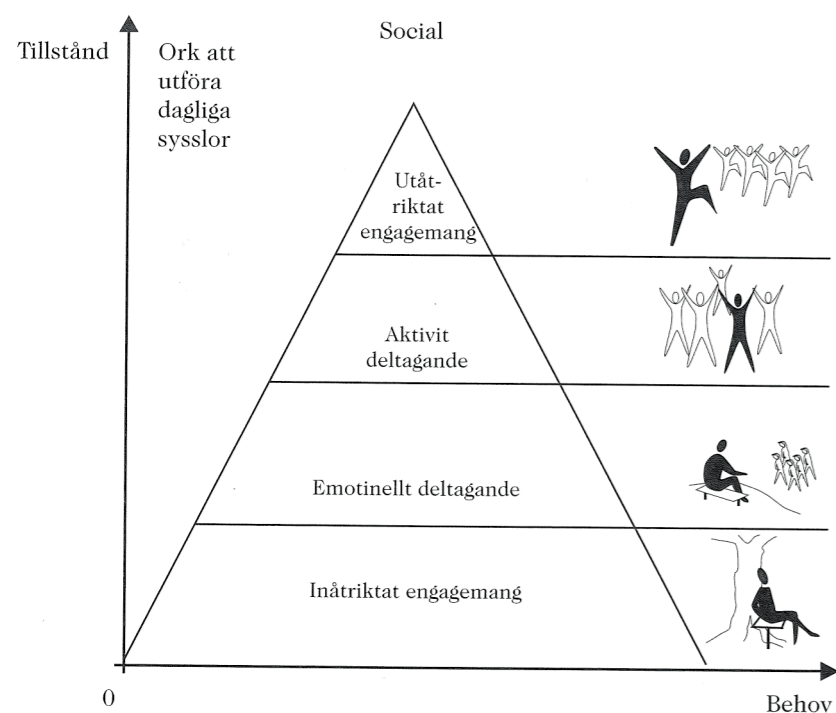 Social
Tillstånd
Ork att
utföra
dagliga
sysslor
Utåt-
riktat
engagemang
Aktivit
deltagande
Emotinellt deltagande
Inåtriktat engagemang
0
Behov